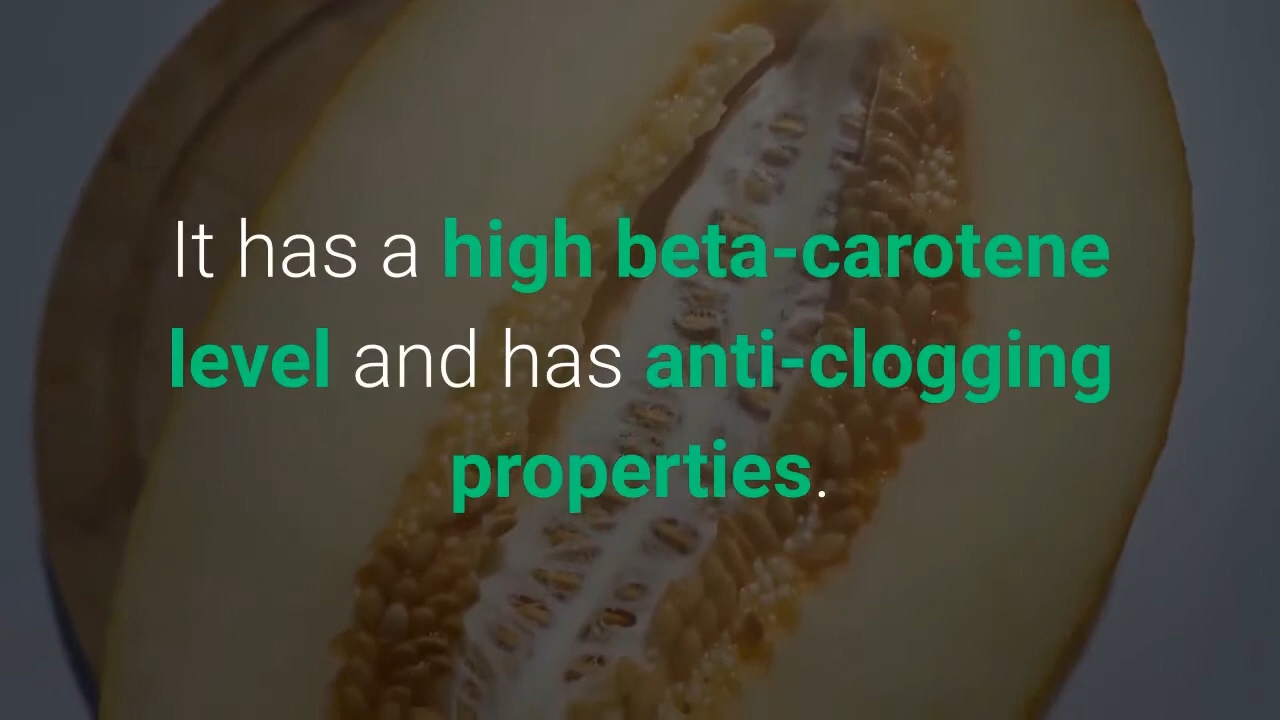 It has a high beta-carotene
level and has anti-clogging
properties.